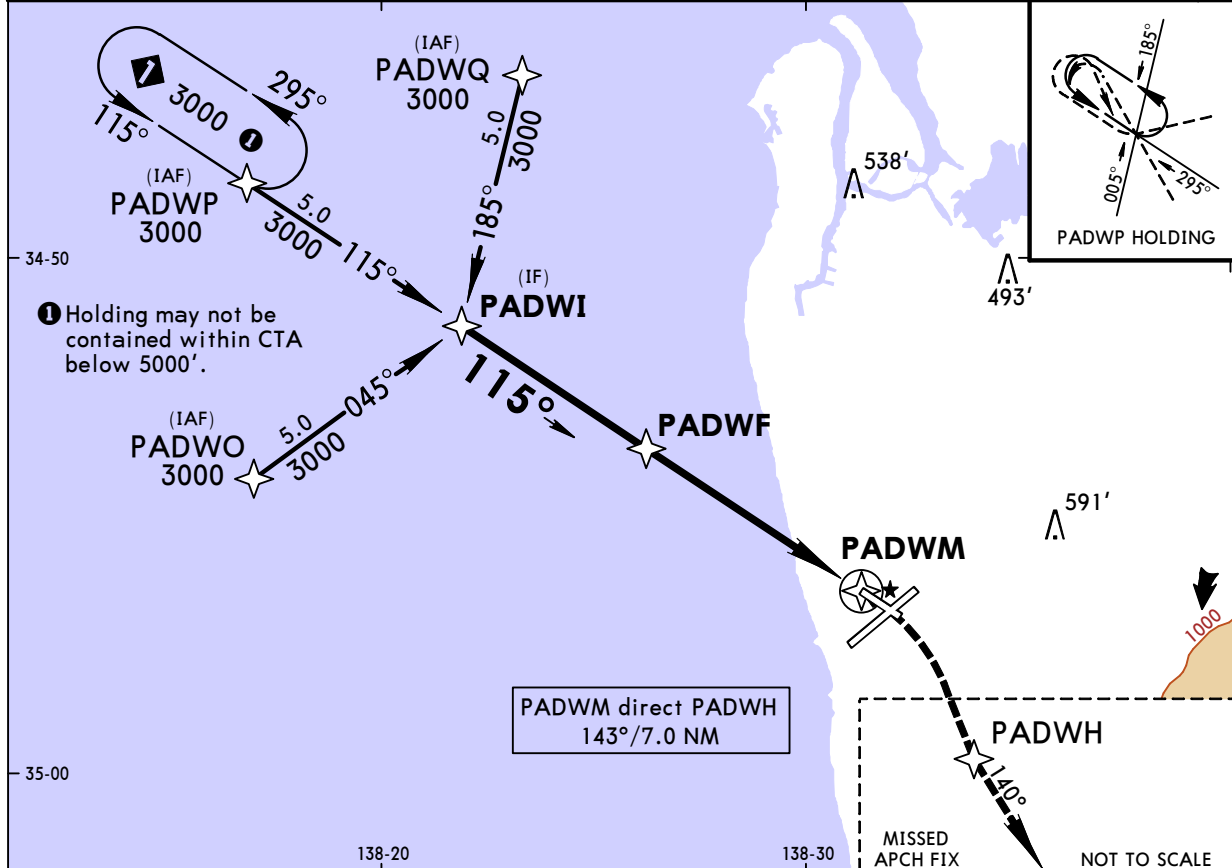 (IAF)
PADWQ
3000
5.0
3000
185°
295°
3000
1
115°
(IAF)
PADWP
3000
5.0
3000
115°
185°
005°
295°
PADWP HOLDING
538'
493'
34-50
(IF)
PADWI
1 Holding may not be
contained within CTA
below 5000'.
045°
(IAF)
PADWO
3000
5.0
3000
115°
PADWF
591'
PADWM
1000
PADWM direct PADWH
143°/7.0 NM
PADWH
140°
35-00
138-20
138-30
MISSED
APCH FIX
NOT TO SCALE